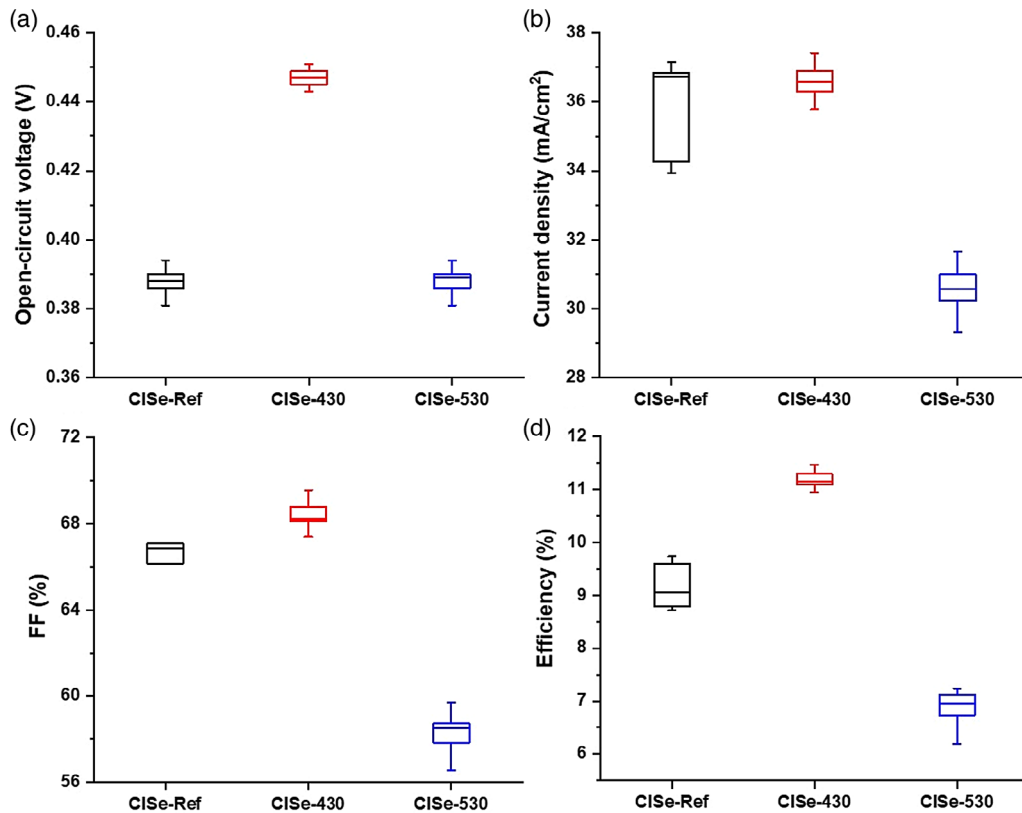 (a)
Open-circuit voltage (V)
0.46
0.44
0.42
0.40
0.38
0.36
CISe-Ref CISe-430 CISe-530
(b)
Current density (mA/cm²)
38
36
34
32
30
28
CISe-Ref CISe-430 CISe-530
(c)
FF (%)
72
68
64
60
56
CISe-Ref CISe-430 CISe-530
(d)
Efficiency (%)
12
11
10
9
8
7
6
CISe-Ref CISe-430 CISe-530